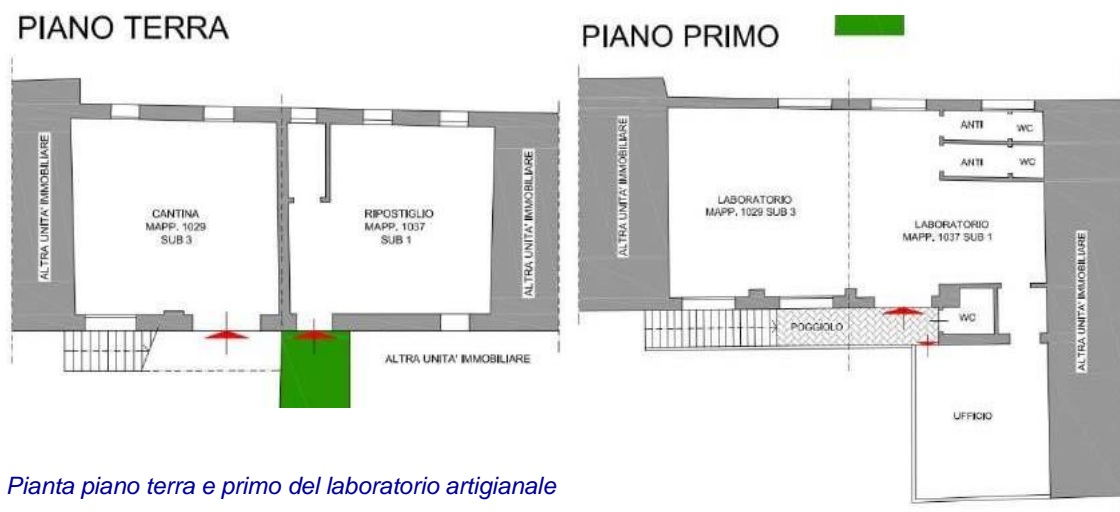 PIANO TERRA
ALTRA UNITA' IMMOBILIARE
CANTINA
MAPP. 1029
SUB 3
RIPOSTIGLIO
MAPP. 1037
SUB 1
ALTRA UNITA' IMMOBILIARE
ALTRA UNITA' IMMOBILIARE
PIANO PRIMO
ALTRA UNITA' IMMOBILIARE
ANTI
WC
ANTI
WC
LABORATORIO
MAPP. 1029 SUB 3
LABORATORIO
MAPP. 1037 SUB 1
ALTRA UNITA' IMMOBILIARE
POGGIOLO
WC
UFFICIO
Pianta piano terra e primo del laboratorio artigianale